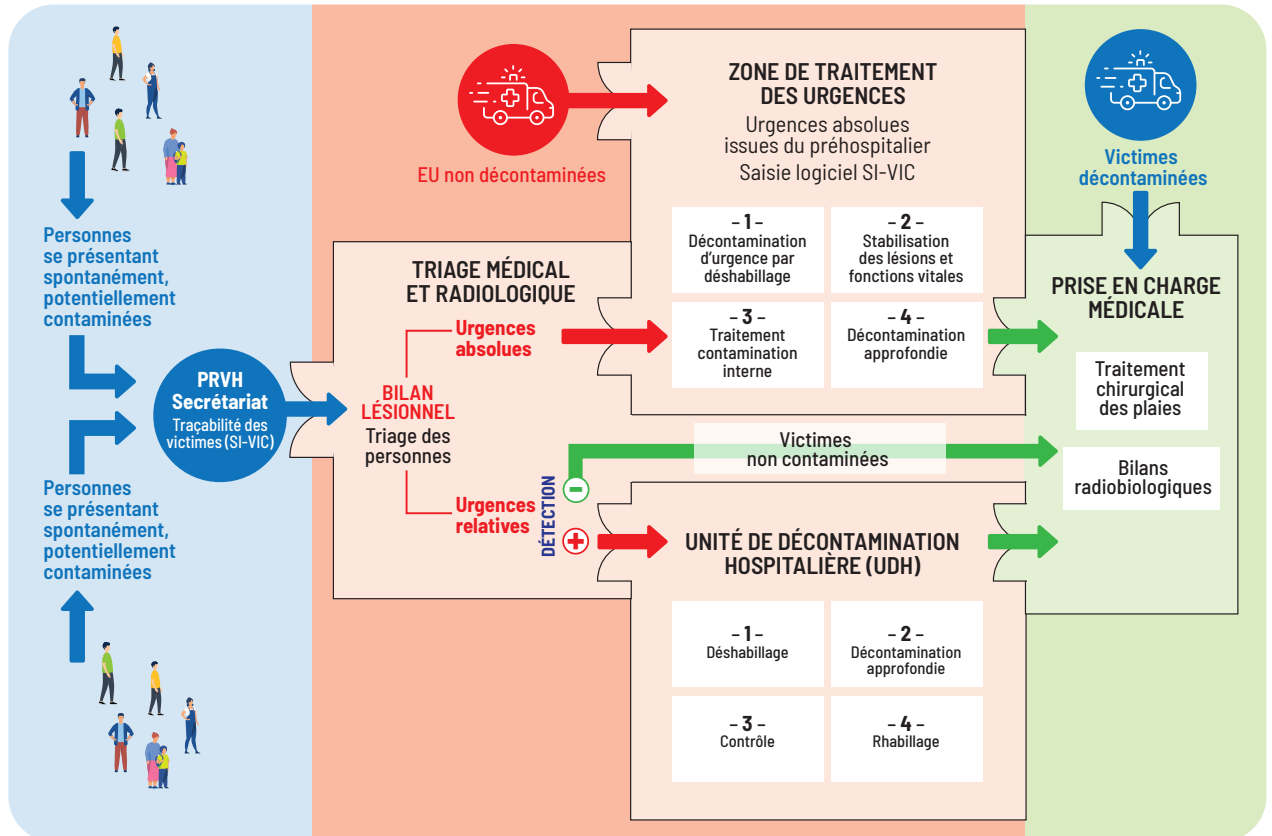 Personnes
se présentant
spontanément,
potentiellement
contaminées
PRVH
Secrétariat
Traçabilité des
victimes (SI-VIC)
Personnes
se présentant
spontanément,
potentiellement
contaminées
EU non décontaminées
TRIAGE MÉDICAL
ET RADIOLOGIQUE
Urgences
absolues
BILAN
LÉSIONNEL
Triage des
personnes
Urgences
relatives
DÉTECTION
–
+
ZONE DE TRAITEMENT
DES URGENCES
Urgences absolues
issues du préhospitalier
Saisie logiciel SI-VIC
– 1 –
Décontamination
d'urgence par
déshabillage
– 2 –
Stabilisation
des lésions et
fonctions vitales
– 3 –
Traitement
contamination
interne
– 4 –
Décontamination
approfondie
Victimes
non contaminées
UNITÉ DE DÉCONTAMINATION
HOSPITALIÈRE (UDH)
– 1 –
Déshabillage
– 2 –
Décontamination
approfondie
– 3 –
Contrôle
– 4 –
Rhabillage
Victimes
décontaminées
PRISE EN CHARGE
MÉDICALE
Traitement
chirurgical
des plaies
Bilans
radiobiologiques